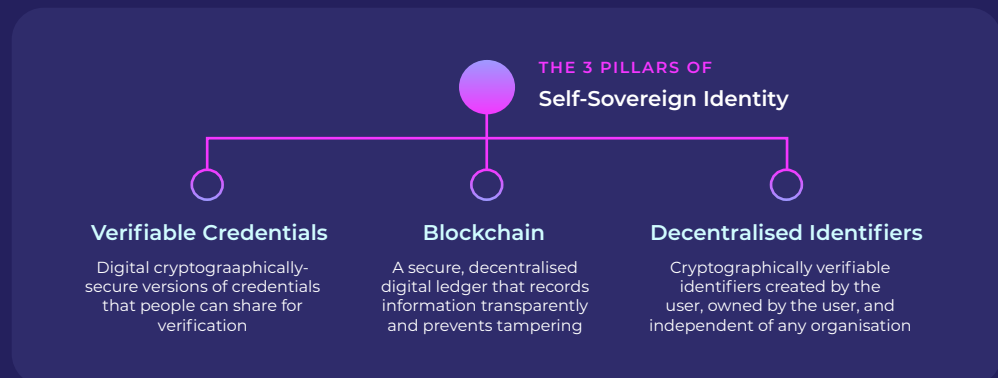 THE 3 PILLARS OF
Self-Sovereign Identity
Verifiable Credentials
Digital cryptograaphically-
secure versions of credentials
that people can share for
verification
Blockchain
A secure, decentralised
digital ledger that records
information transparently
and prevents tampering
Decentralised Identifiers
Cryptographically verifiable
identifiers created by the
user, owned by the user, and
independent of any organisation